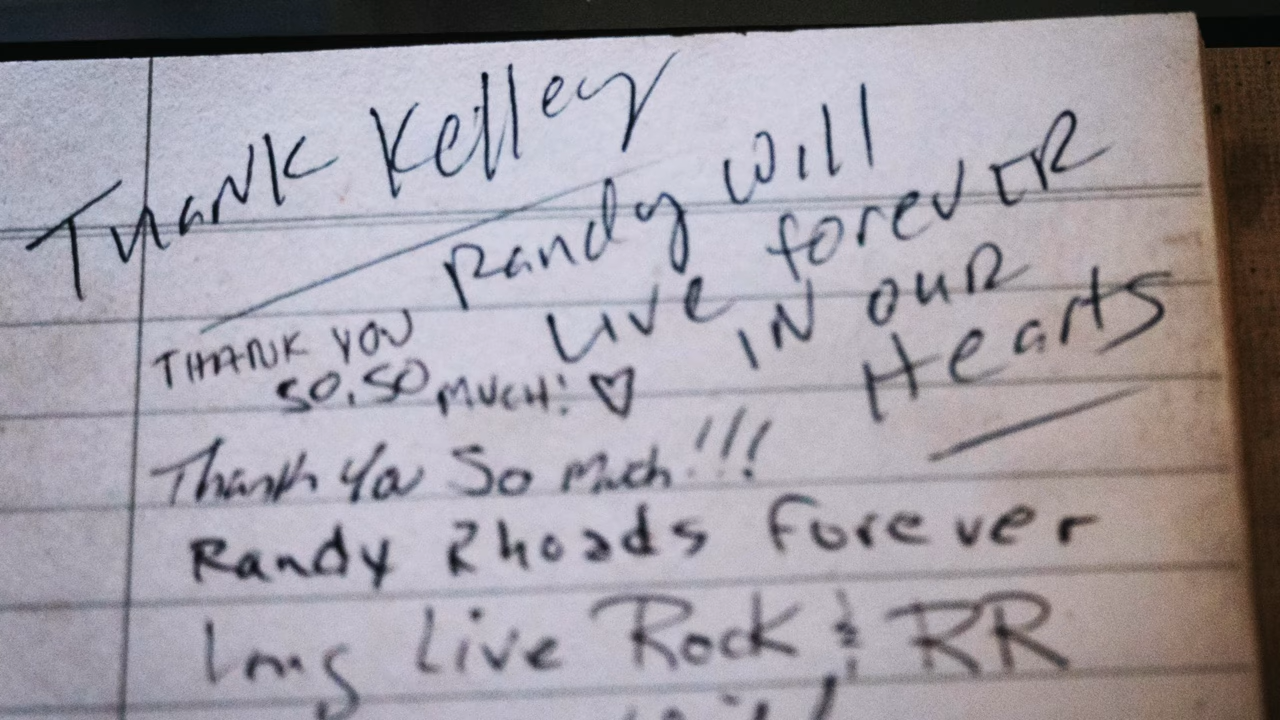 Thank Kelley
Randy will
Live forever
in our
Hearts
THANK YOU
SO, SO MUCH! ♡
Thank You So Much!!!
Randy Rhoads Forever
Long Live Rock & RR